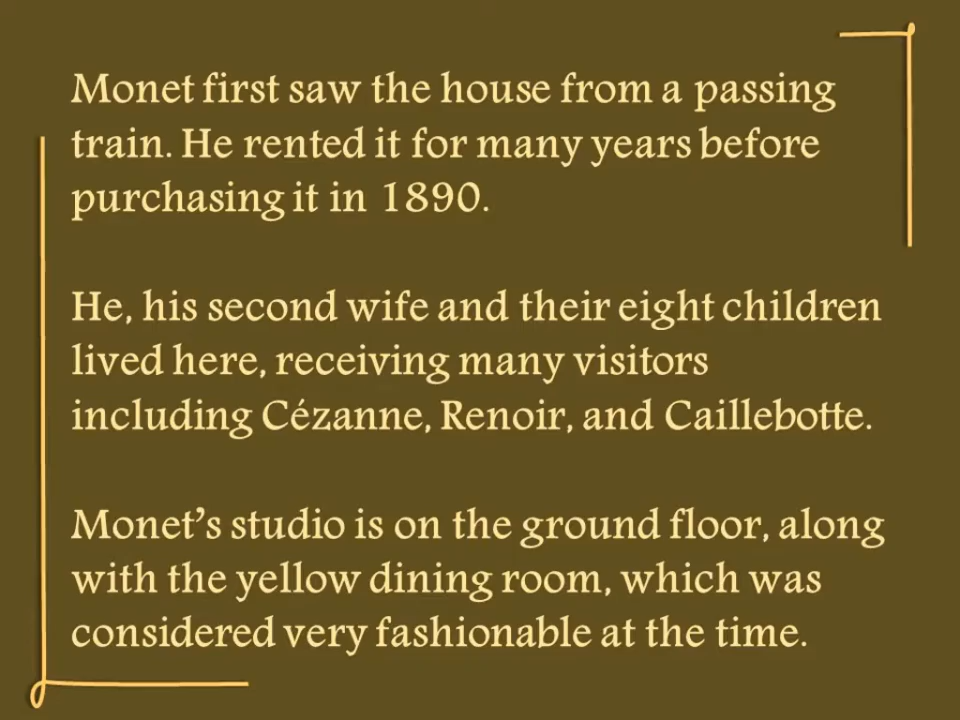 Monet first saw the house from a passing
train. He rented it for many years before
purchasing it in 1890.
He, his second wife and their eight children
lived here, receiving many visitors
including Cézanne, Renoir, and Caillebotte.
Monet’s studio is on the ground floor, along
with the yellow dining room, which was
considered very fashionable at the time.